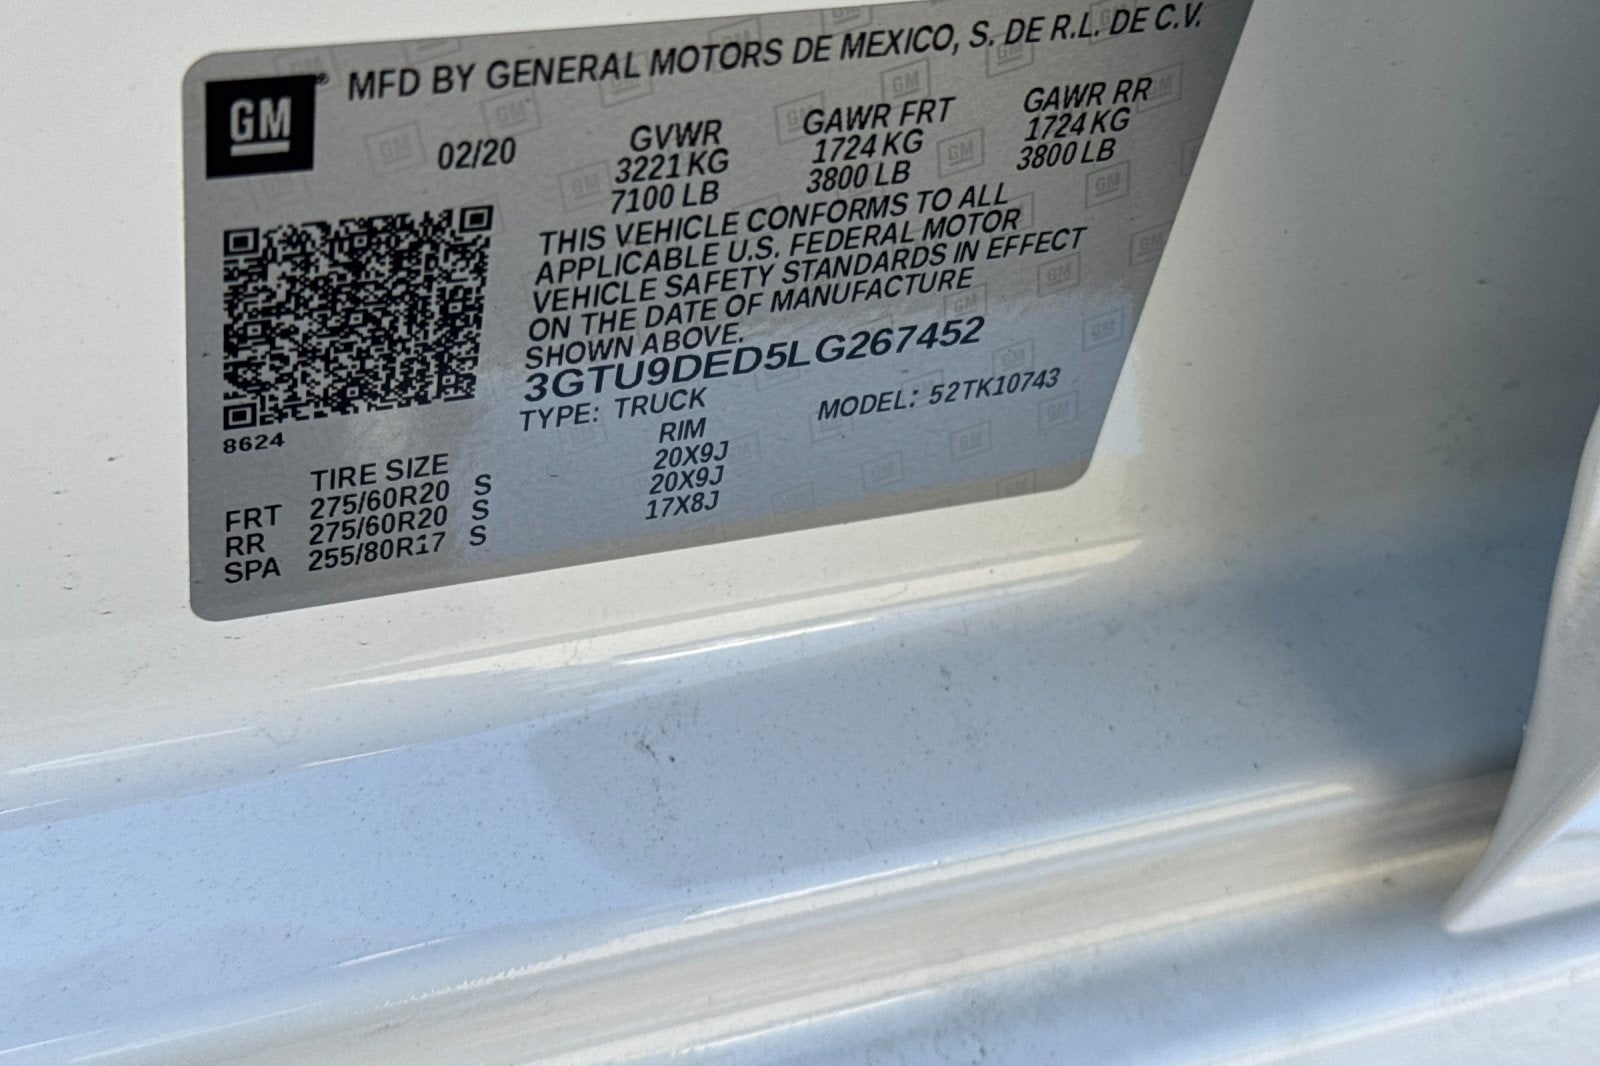 GM® MFD BY GENERAL MOTORS DE MEXICO, S. DE R.L. DE C.V.
02/20 GVWR GAWR FRT GAWR RR
3221 KG 1724 KG 1724 KG
7100 LB 3800 LB 3800 LB
THIS VEHICLE CONFORMS TO ALL
APPLICABLE U.S. FEDERAL MOTOR
VEHICLE SAFETY STANDARDS IN EFFECT
ON THE DATE OF MANUFACTURE
SHOWN ABOVE.
3GTU9DED5LG267452
TYPE: TRUCK MODEL: 52TK10743
8624
TIRE SIZE RIM
FRT 275/60R20 S 20X9J
RR 275/60R20 S 20X9J
SPA 255/80R17 S 17X8J